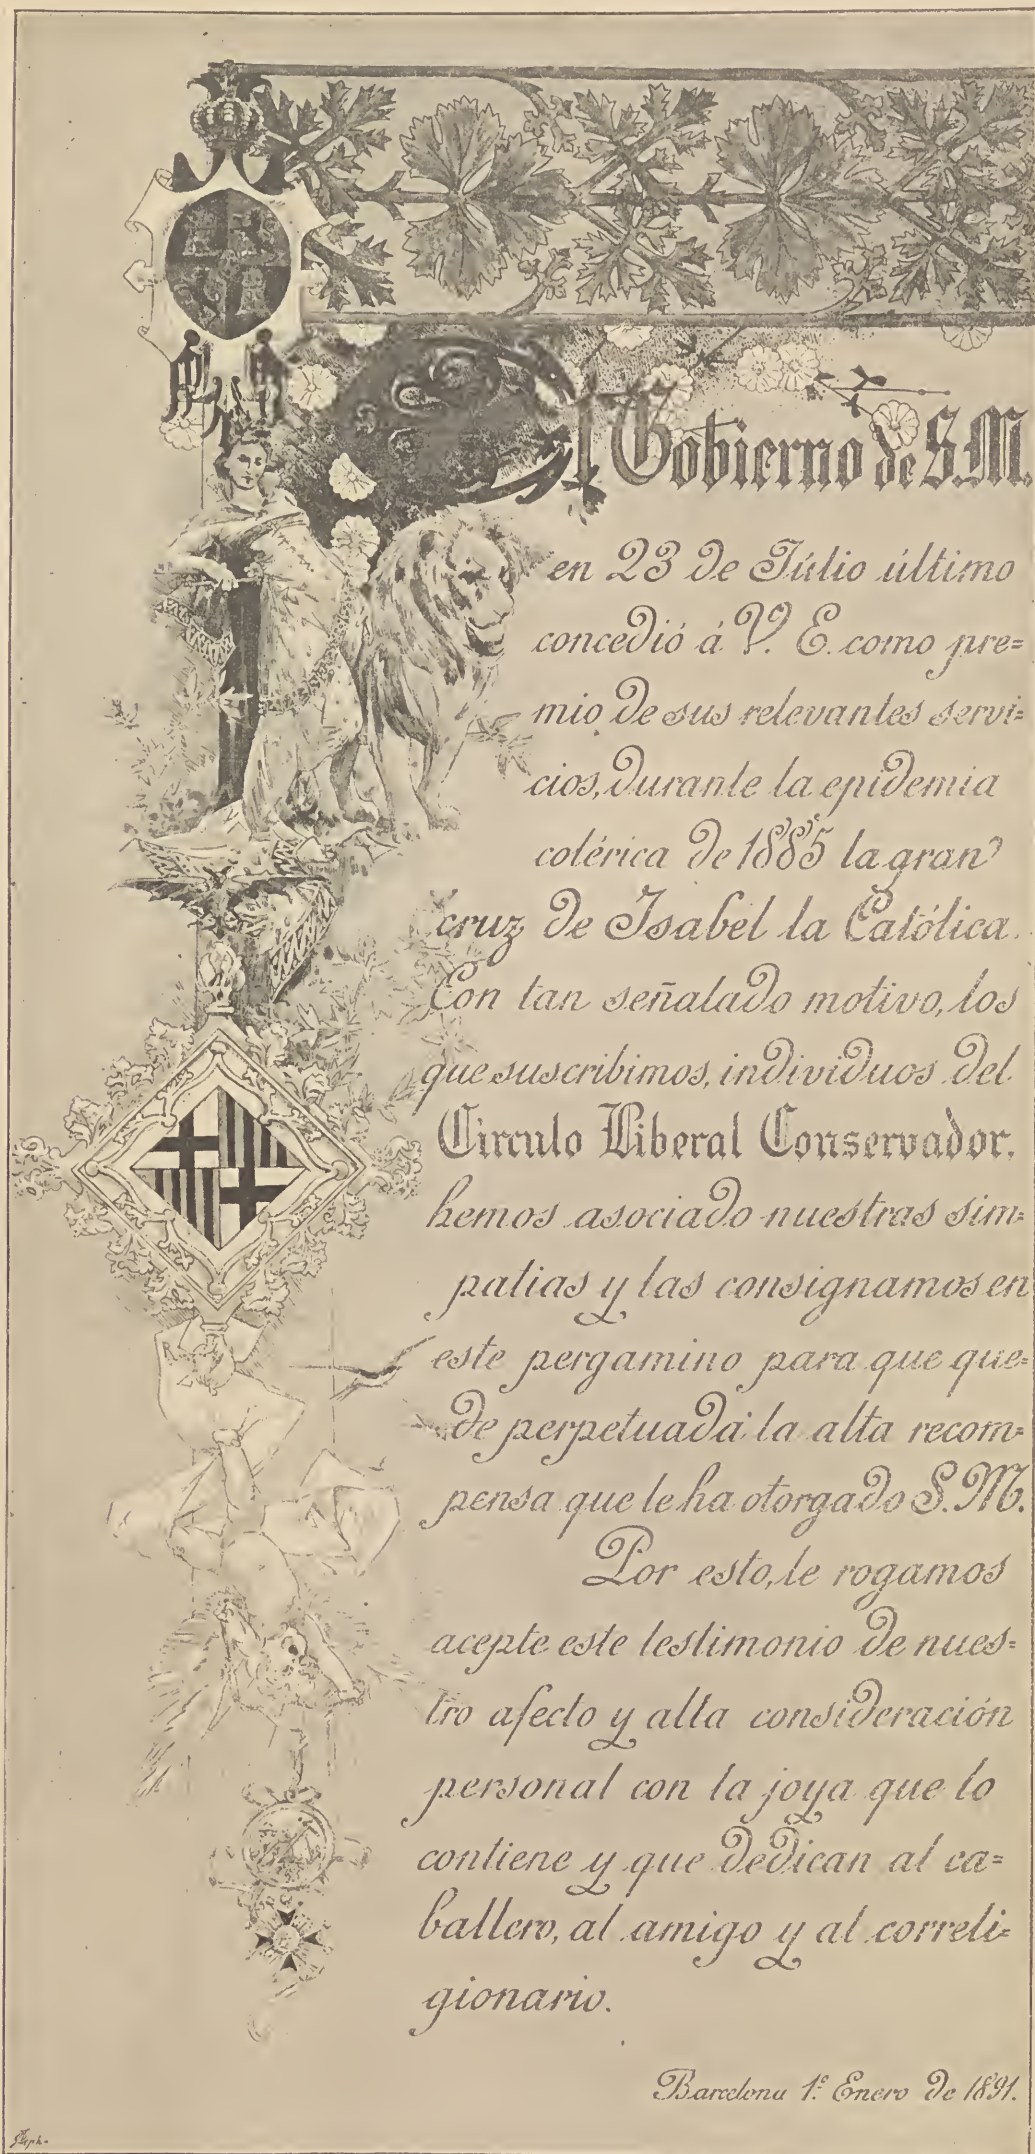 El Gobierno de S.M.
en 23 de Júlio último
concedió á V. E. como pre=
mio de sus relevantes servi=
cios, durante la epidemia
colérica de 1885 la gran
cruz de Isabel la Católica.
Con tan señalado motivo, los
que suscribimos, individuos del
Círculo Liberal Conservador,
hemos asociado nuestras sim=
patias y las consignamos en
este pergamino para que que=
de perpetuada la alta recom=
pensa que le ha otorgado S.M.
Por esto, le rogamos
acepte este testimonio de nues=
tro afecto y alta consideración
personal con la joya que lo
contiene y que dedican al ca=
ballero, al amigo y al correli=
gionario.
Barcelona 1º Enero de 1891.